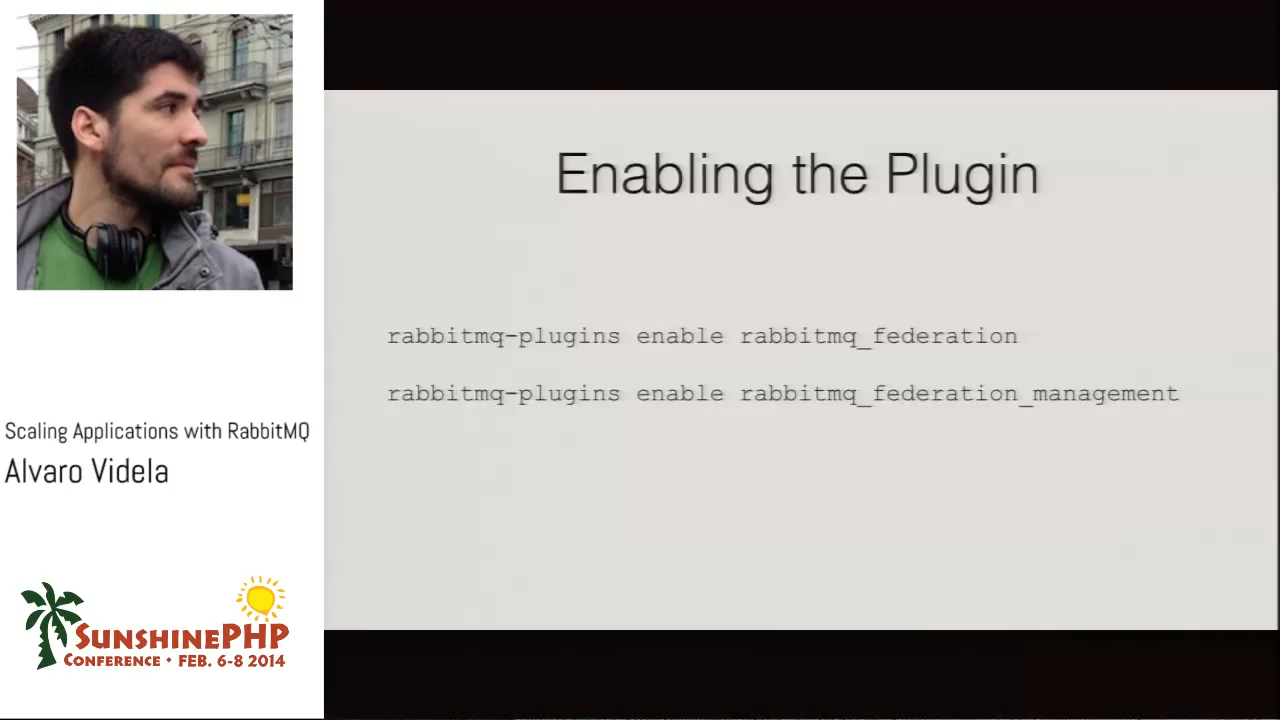 Enabling the Plugin
rabbitmq-plugins enable rabbitmq_federation
rabbitmq-plugins enable rabbitmq_federation_management
Scaling Applications with RabbitMQ
Alvaro Videla
SUNSHINEPHP
CONFERENCE • FEB. 6-8 2014